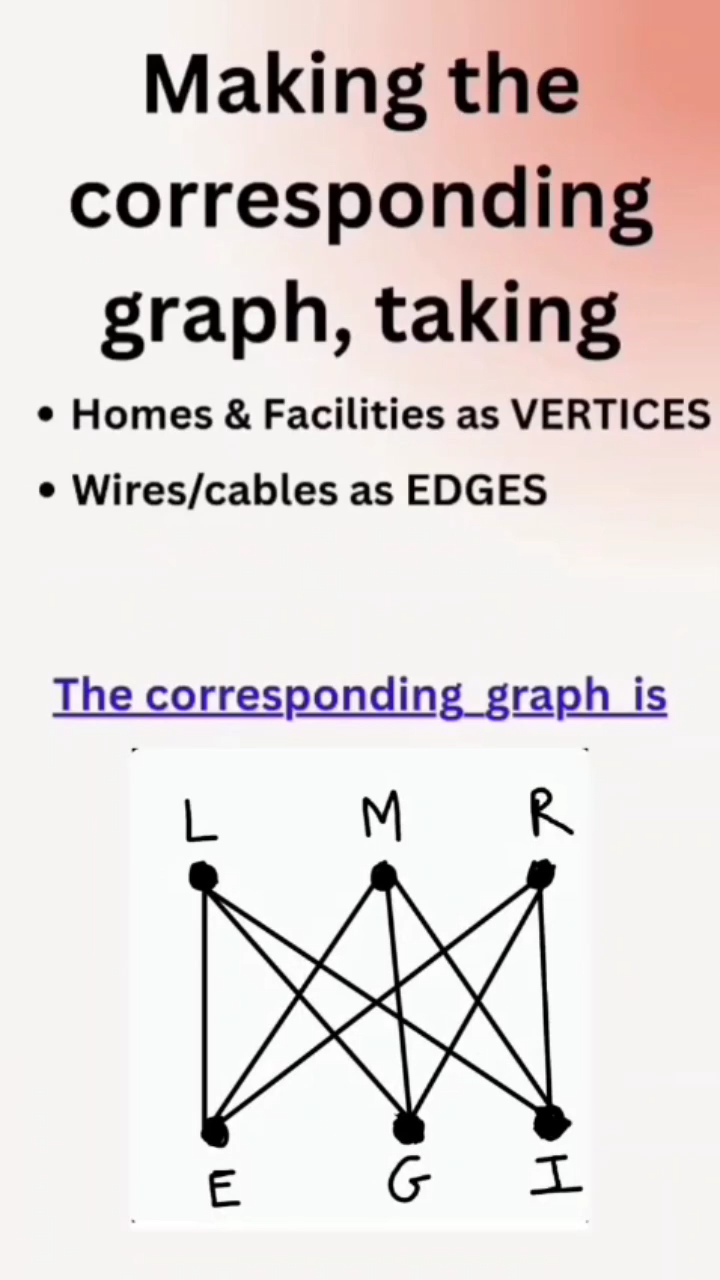 Making the
corresponding
graph, taking
• Homes & Facilities as VERTICES
• Wires/cables as EDGES
The corresponding graph is
L M R
E G I